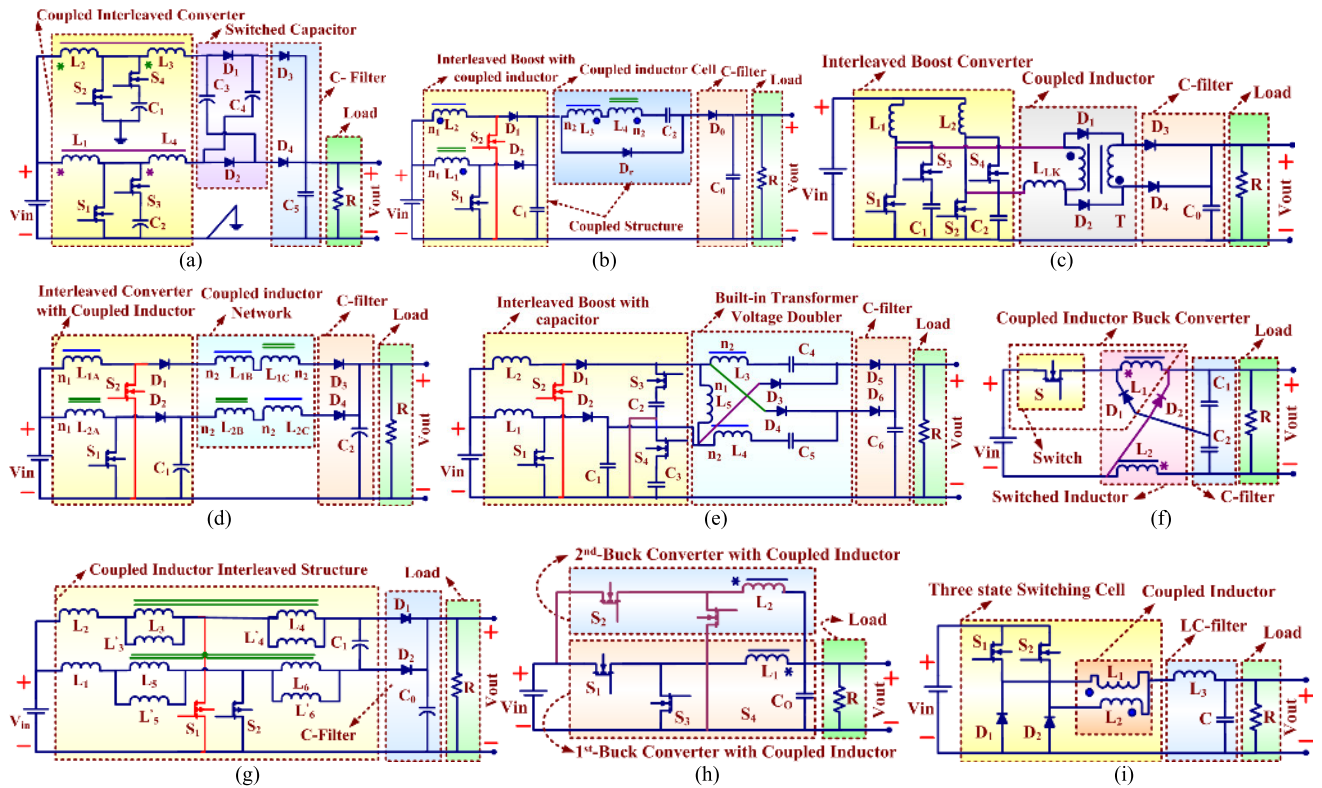 Coupled Interleaved Converter
Switched Capacitor
L2
L3
D1
D3
C- Filter
S4
S2
C3
C4
C1
Load
L1
L4
D4
D2
S1
S3
C2
C5
R
Vin
Vout
+
−
+
−
(a)
Interleaved Boost with
coupled inductor
Coupled inductor Cell
C-filter
Load
n1
L2
D1
n2
L3
L4
n2
C2
D0
S2
D2
n1
L1
Dr
S1
C1
C0
R
Vin
Vout
+
−
+
−
Coupled Structure
(b)
Interleaved Boost Converter
Coupled Inductor
C-filter
Load
L1
L2
D1
D3
S3
S4
LLK
S1
D2
D4
C1
S2
C2
T
C0
R
Vin
Vout
+
−
+
−
(c)
Interleaved Converter
with Coupled Inductor
Coupled inductor
Network
C-filter
Load
n1
L1A
D1
n2
L1B
L1C
n2
D3
S2
D2
D4
n1
L2A
n2
L2B
n2
L2C
S1
C1
C2
R
Vin
Vout
+
−
+
−
(d)
Interleaved Boost with
capacitor
Built-in Transformer
Voltage Doubler
C-filter
Load
L2
D1
S3
n2
L3
C4
D5
S2
n1
L5
D3
D6
D2
C2
D4
L1
S4
n2
L4
C5
S1
C1
C3
C6
R
Vin
Vout
+
−
+
−
(e)
Coupled Inductor Buck Converter
Load
S
L1
C1
D1
D2
C2
R
L2
Switch
Switched Inductor
C-filter
Vin
Vout
+
−
+
−
(f)
Coupled Inductor Interleaved Structure
Load
L2
L3
L4
D1
L'3
L'4
C1
D2
L1
L5
L6
L'5
L'6
S1
S2
C0
R
C-Filter
Vin
Vout
+
−
+
−
(g)
2nd-Buck Converter with Coupled Inductor
S2
L2
Load
S1
L1
S3
S4
CO
R
Vin
Vout
+
−
+
−
1st-Buck Converter with Coupled Inductor
(h)
Three state Switching Cell
Coupled Inductor
LC-filter
Load
S1
S2
L1
L3
L2
D1
D2
C
R
Vin
Vout
+
−
+
−
(i)